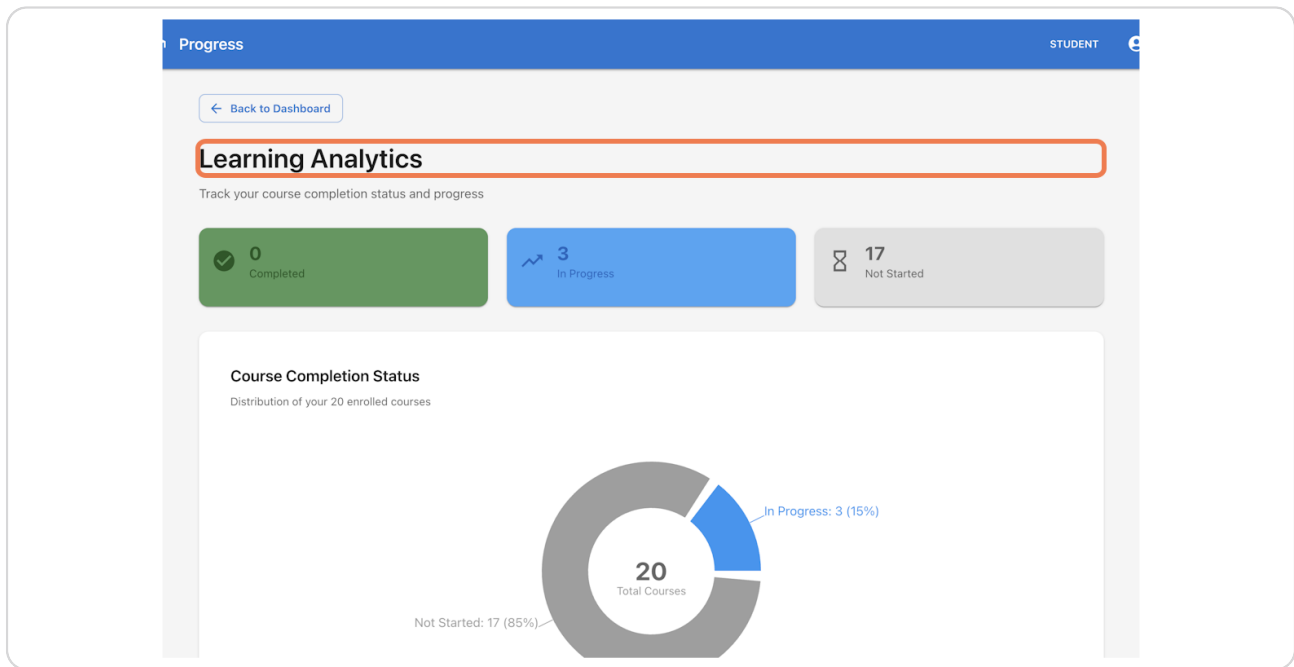 Progress
STUDENT
Back to Dashboard
Learning Analytics
Track your course completion status and progress
0
Completed
3
In Progress
17
Not Started
Course Completion Status
Distribution of your 20 enrolled courses
In Progress: 3 (15%)
20
Total Courses
Not Started: 17 (85%)